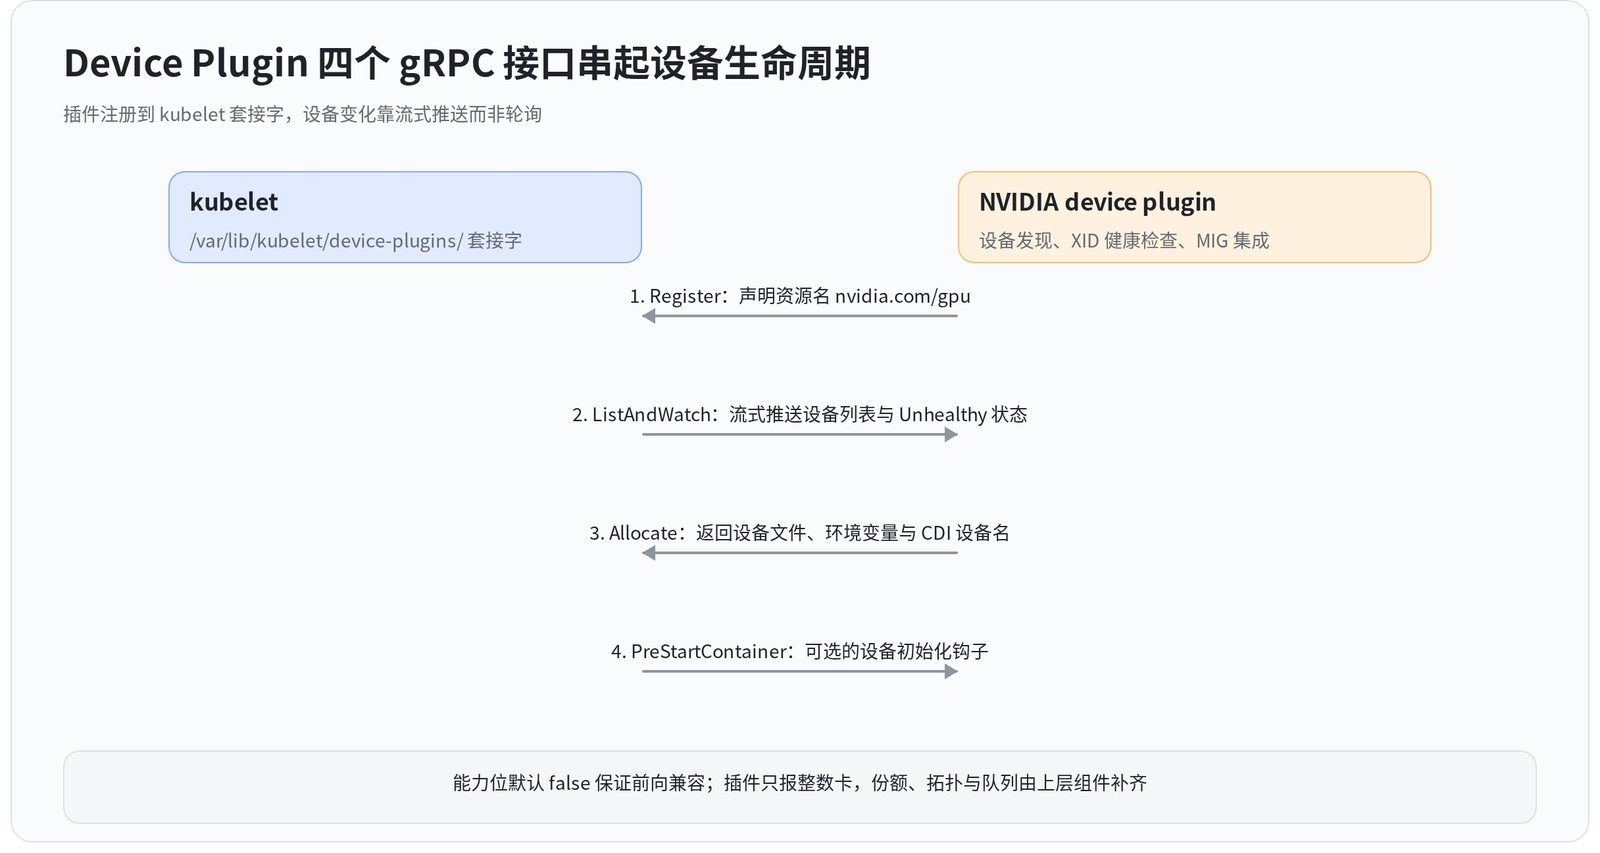 Device Plugin 四个 gRPC 接口串起设备生命周期
插件注册到 kubelet 套接字，设备变化靠流式推送而非轮询
kubelet
/var/lib/kubelet/device-plugins/ 套接字
NVIDIA device plugin
设备发现、XID 健康检查、MIG 集成
1. Register：声明资源名 nvidia.com/gpu
2. ListAndWatch：流式推送设备列表与 Unhealthy 状态
3. Allocate：返回设备文件、环境变量与 CDI 设备名
4. PreStartContainer：可选的设备初始化钩子
能力位默认 false 保证前向兼容；插件只报整数卡，份额、拓扑与队列由上层组件补齐